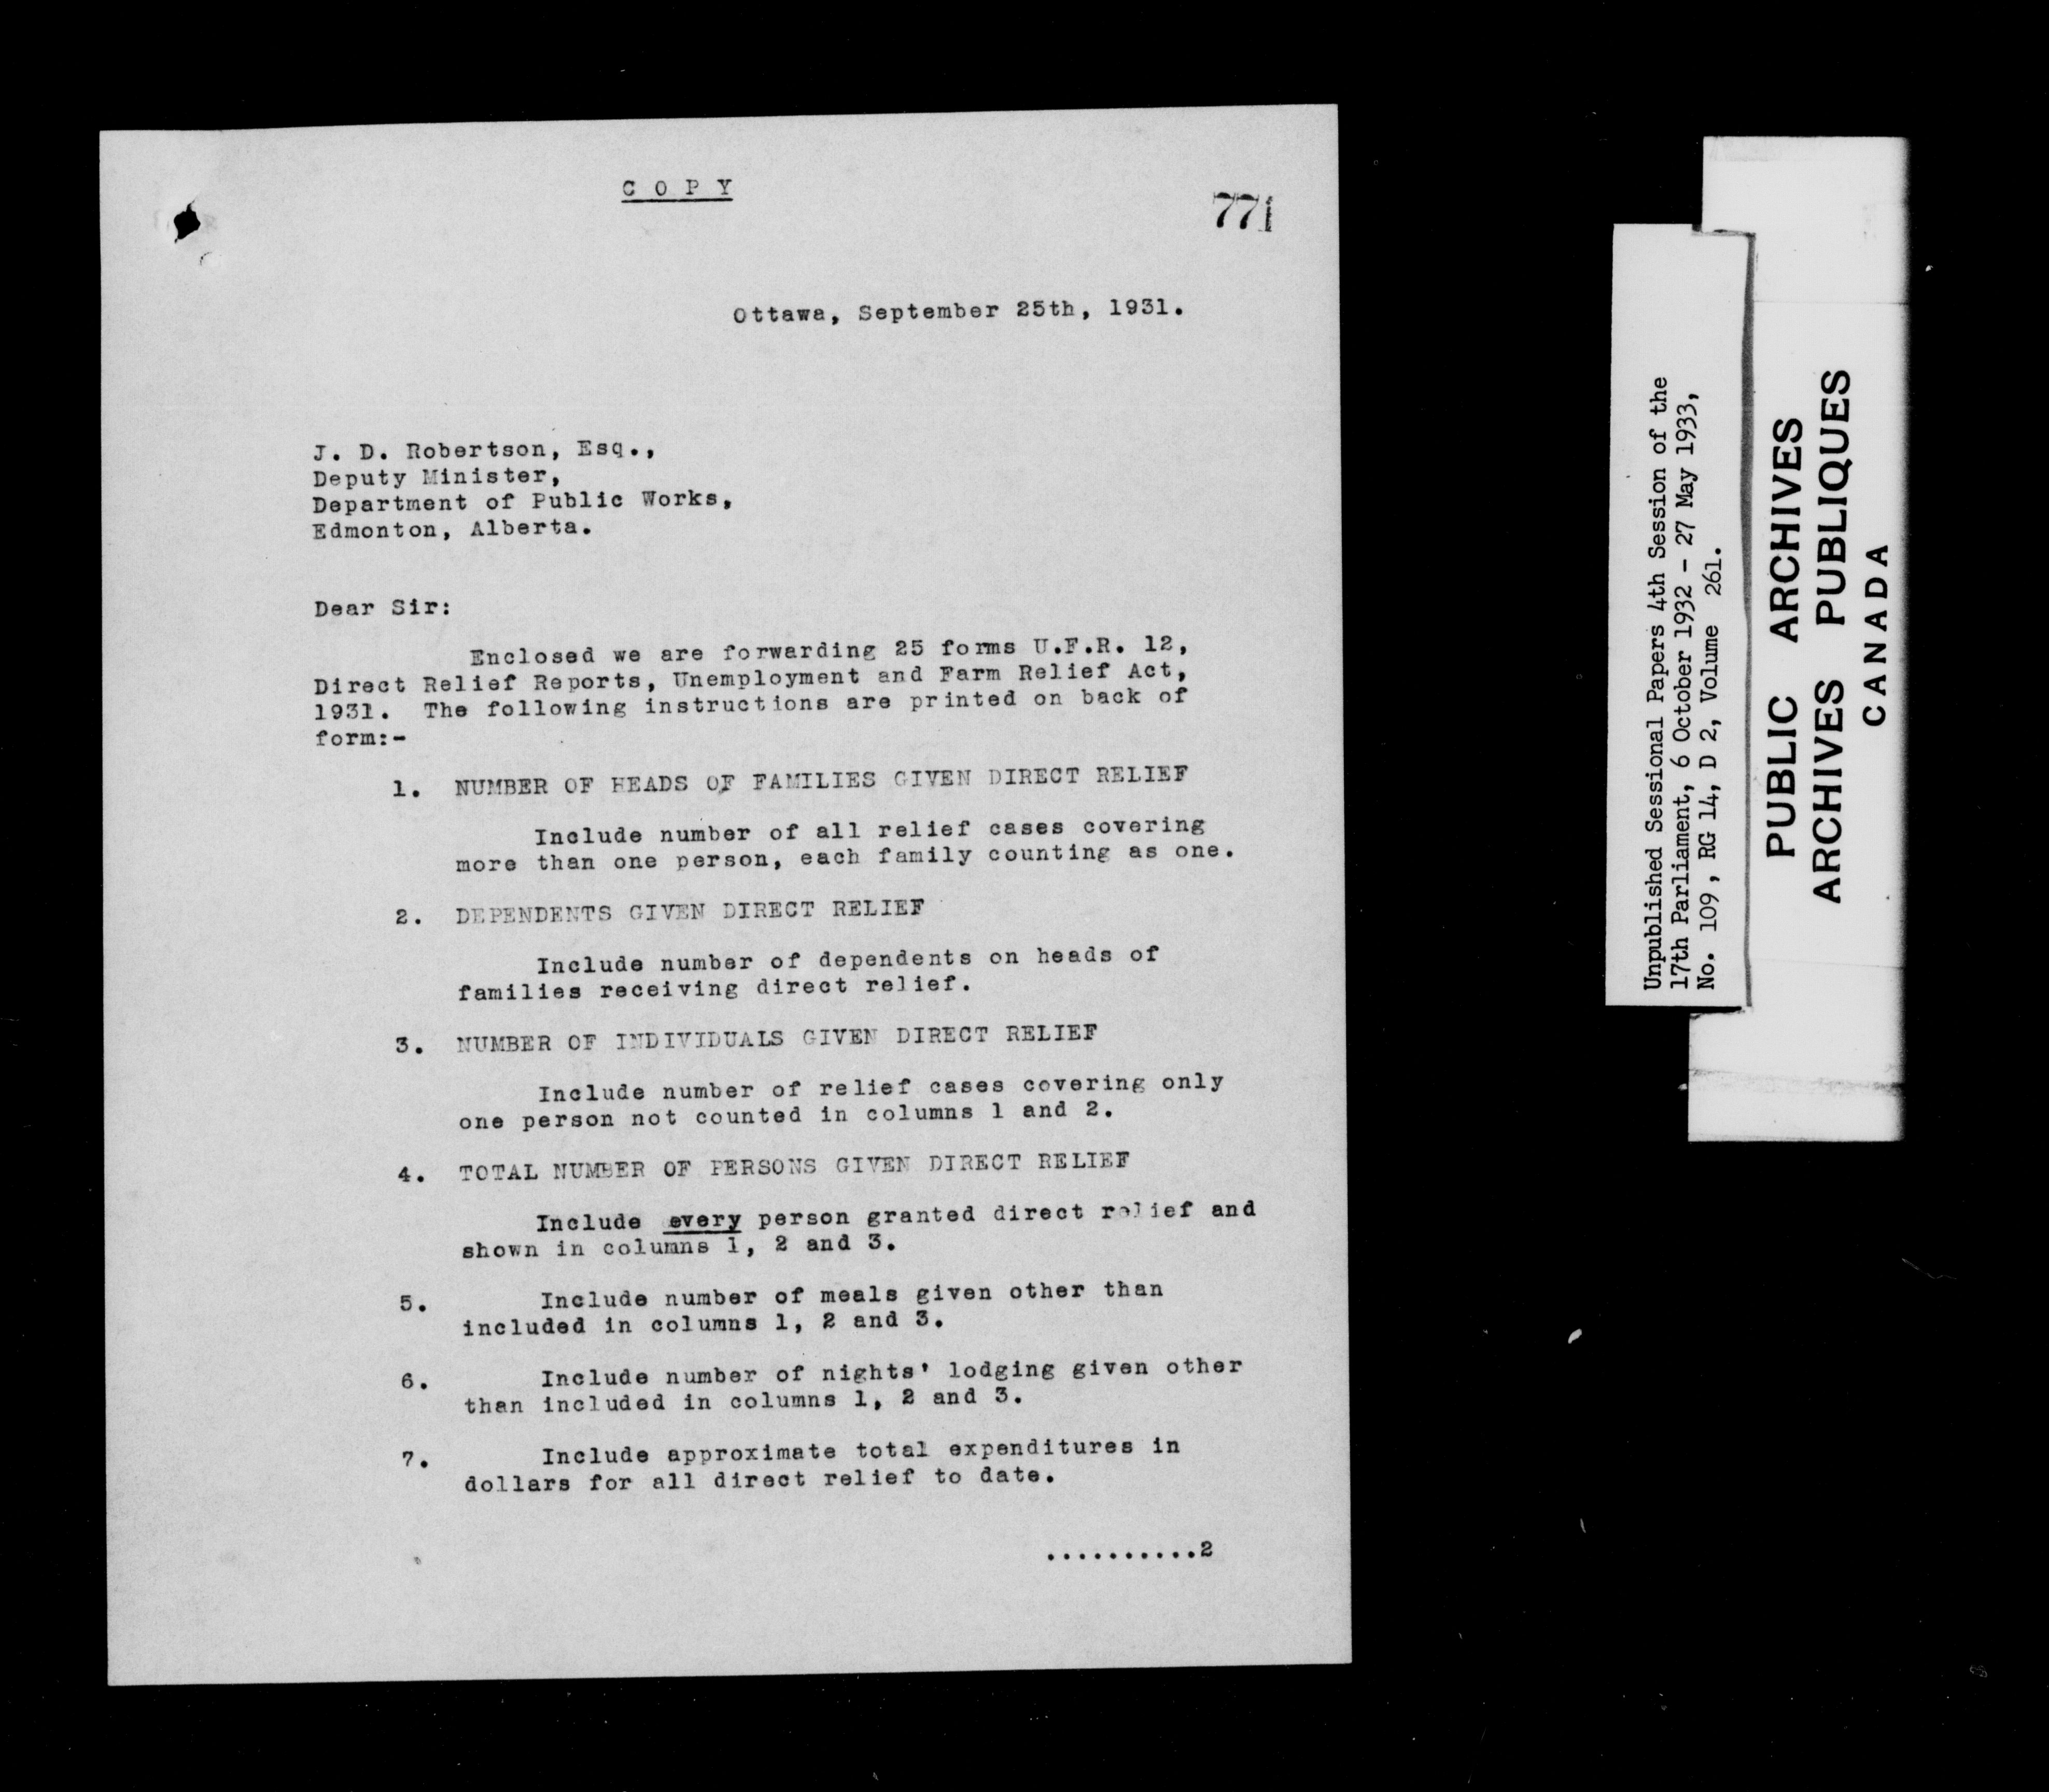 C O P Y
771
Ottawa, September 25th, 1931.
J. D. Robertson, Esq.,
Deputy Minister,
Department of Public Works,
Edmonton, Alberta.
Dear Sir:
Enclosed we are forwarding 25 forms U.F.R. 12,
Direct Relief Reports, Unemployment and Farm Relief Act,
1931. The following instructions are printed on back of
form:-
1. NUMBER OF HEADS OF FAMILIES GIVEN DIRECT RELIEF
Include number of all relief cases covering
more than one person, each family counting as one.
2. DEPENDENTS GIVEN DIRECT RELIEF
Include number of dependents on heads of
families receiving direct relief.
3. NUMBER OF INDIVIDUALS GIVEN DIRECT RELIEF
Include number of relief cases covering only
one person not counted in columns 1 and 2.
4. TOTAL NUMBER OF PERSONS GIVEN DIRECT RELIEF
Include every person granted direct relief and
shown in columns 1, 2 and 3.
5. Include number of meals given other than
included in columns 1, 2 and 3.
6. Include number of nights' lodging given other
than included in columns 1, 2 and 3.
7. Include approximate total expenditures in
dollars for all direct relief to date.
..........2
Unpublished Sessional Papers 4th Session of the
17th Parliament, 6 October 1932 - 27 May 1933,
No. 109, RG 14, D 2, Volume 261.
PUBLIC ARCHIVES
ARCHIVES PUBLIQUES
CANADA